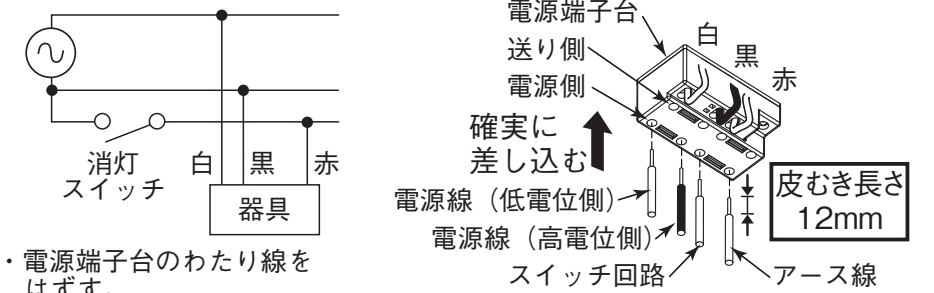 消灯
スイッチ
白
黒
赤
器具
・電源端子台のわたり線を
はずす。
電源端子台
送り側
電源側
白
黒
赤
確実に
差し込む
皮むき長さ
12mm
電源線（低電位側）
電源線（高電位側）
スイッチ回路
アース線